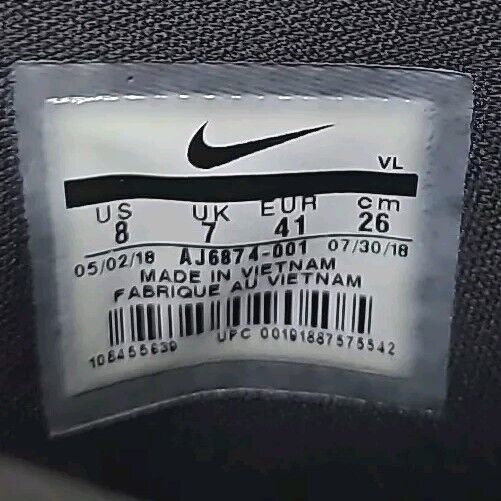 VL
US UK EUR cm
8 7 41 26
05/02/18 AJ6874-001 07/30/18
MADE IN VIETNAM
FABRIQUE AU VIETNAM
108455639 UPC 00191887575542